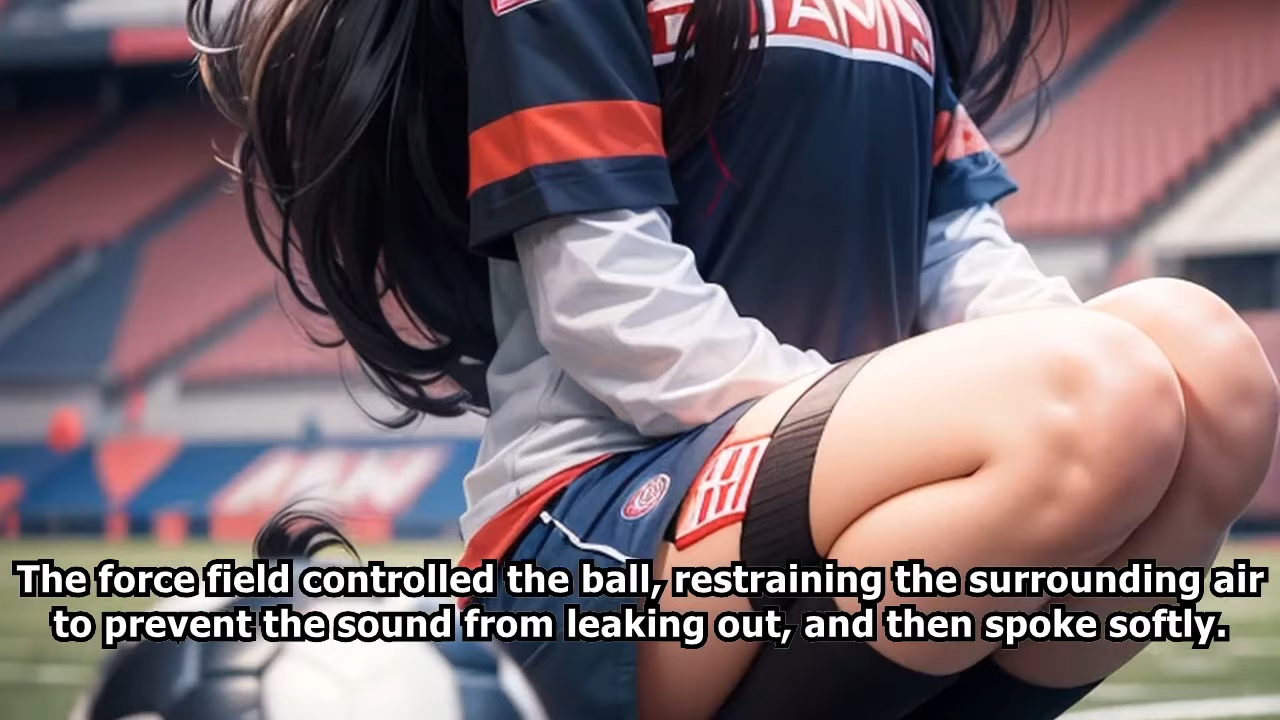 The force field controlled the ball, restraining the surrounding air
to prevent the sound from leaking out, and then spoke softly.